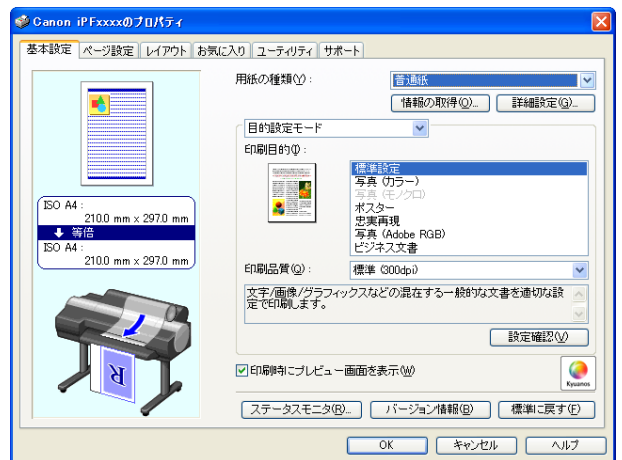 Canon iPFxxxxのプロパティ
基本設定 ページ設定 レイアウト お気に入り ユーティリティ サポート
用紙の種類(Y)： 普通紙
情報の取得(Q)... 詳細設定(G)...
目的設定モード
印刷目的(I)：
標準設定
写真 (カラー)
写真 (モノクロ)
ポスター
忠実再現
写真 (Adobe RGB)
ビジネス文書
ISO A4：
210.0 mm x 297.0 mm
等倍
ISO A4：
210.0 mm x 297.0 mm
印刷品質(Q)： 標準 (300dpi)
文字/画像/グラフィックスなどの混在する一般的な文書を適切な設
定で印刷します。
設定確認(V)
印刷時にプレビュー画面を表示(W)
Kyuanos
R
ステータスモニタ(R)... バージョン情報(B) 標準に戻す(F)
OK キャンセル ヘルプ